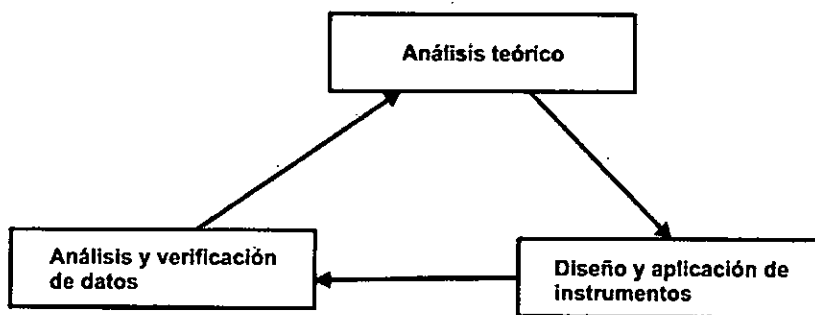 Análisis teórico
Análisis y verificación
de datos
Diseño y aplicación de
instrumentos